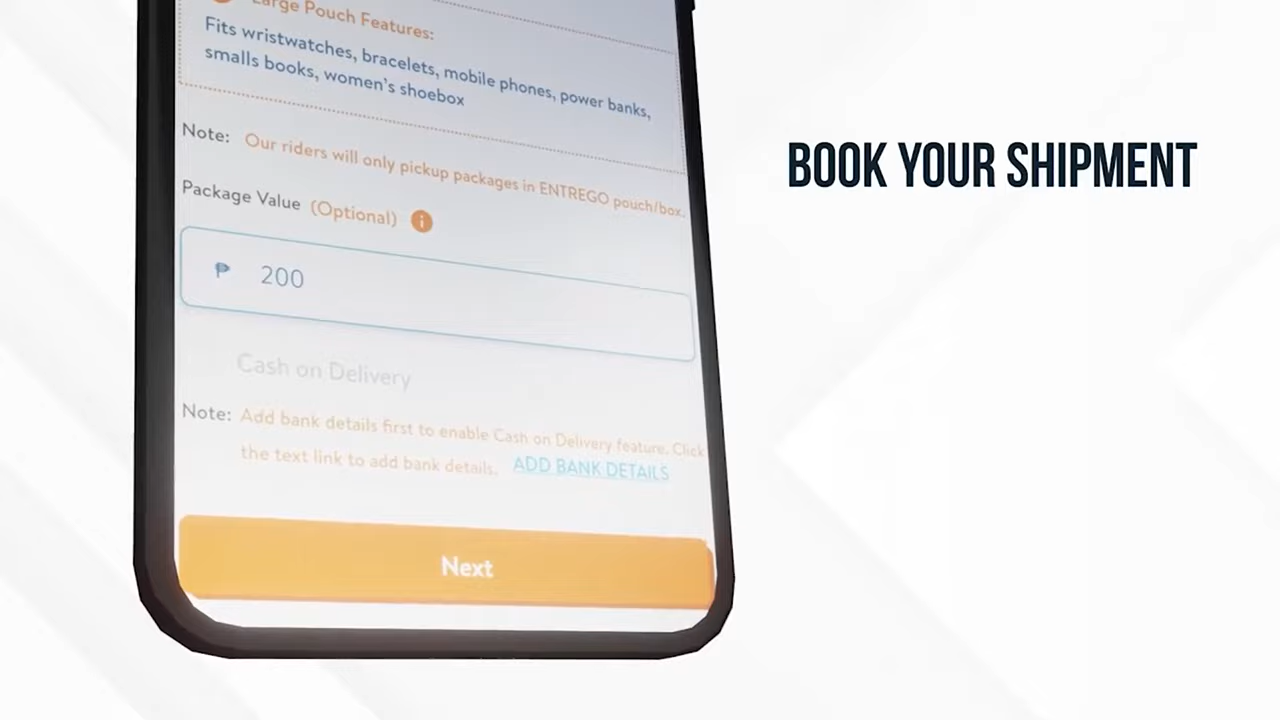 Large Pouch Features:
Fits wristwatches, bracelets, mobile phones, power banks,
smalls books, women's shoebox
Note: Our riders will only pickup packages in ENTREGO pouch/box.
Package Value (Optional) i
₱ 200
Cash on Delivery
Note: Add bank details first to enable Cash on Delivery feature. Click
the text link to add bank details. ADD BANK DETAILS
Next
BOOK YOUR SHIPMENT